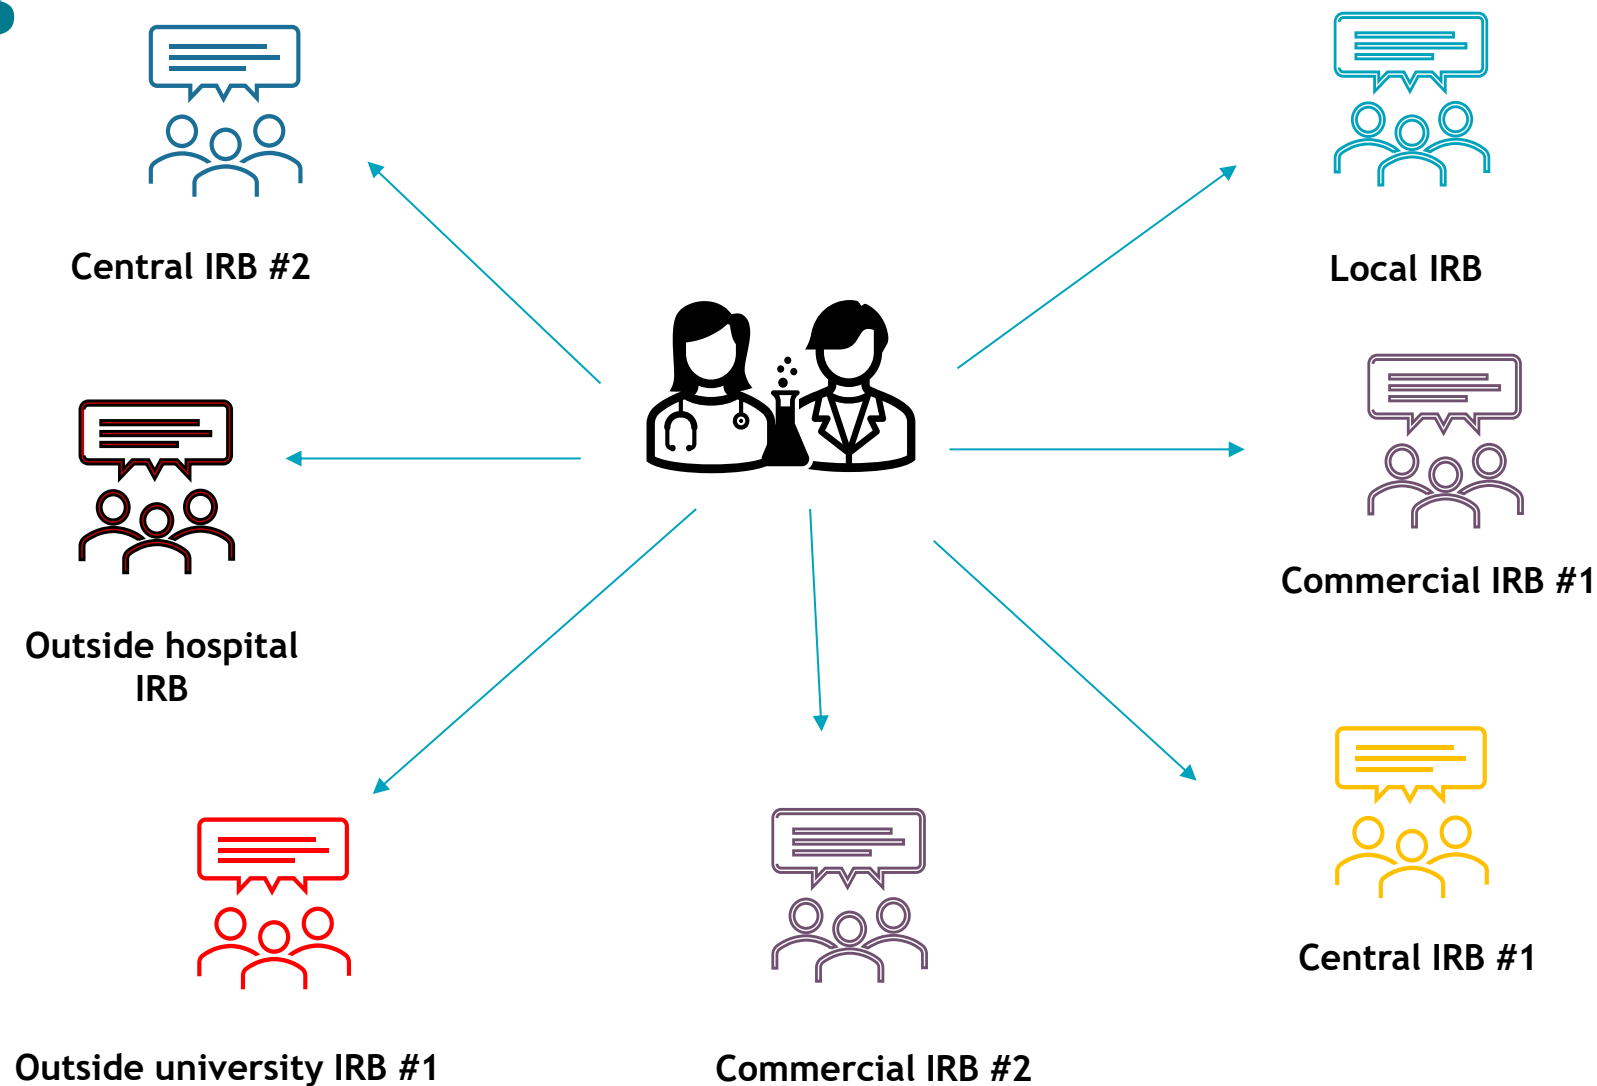 Central IRB #2
Local IRB
Commercial IRB #1
Outside hospital
IRB
Central IRB #1
Outside university IRB #1
Commercial IRB #2